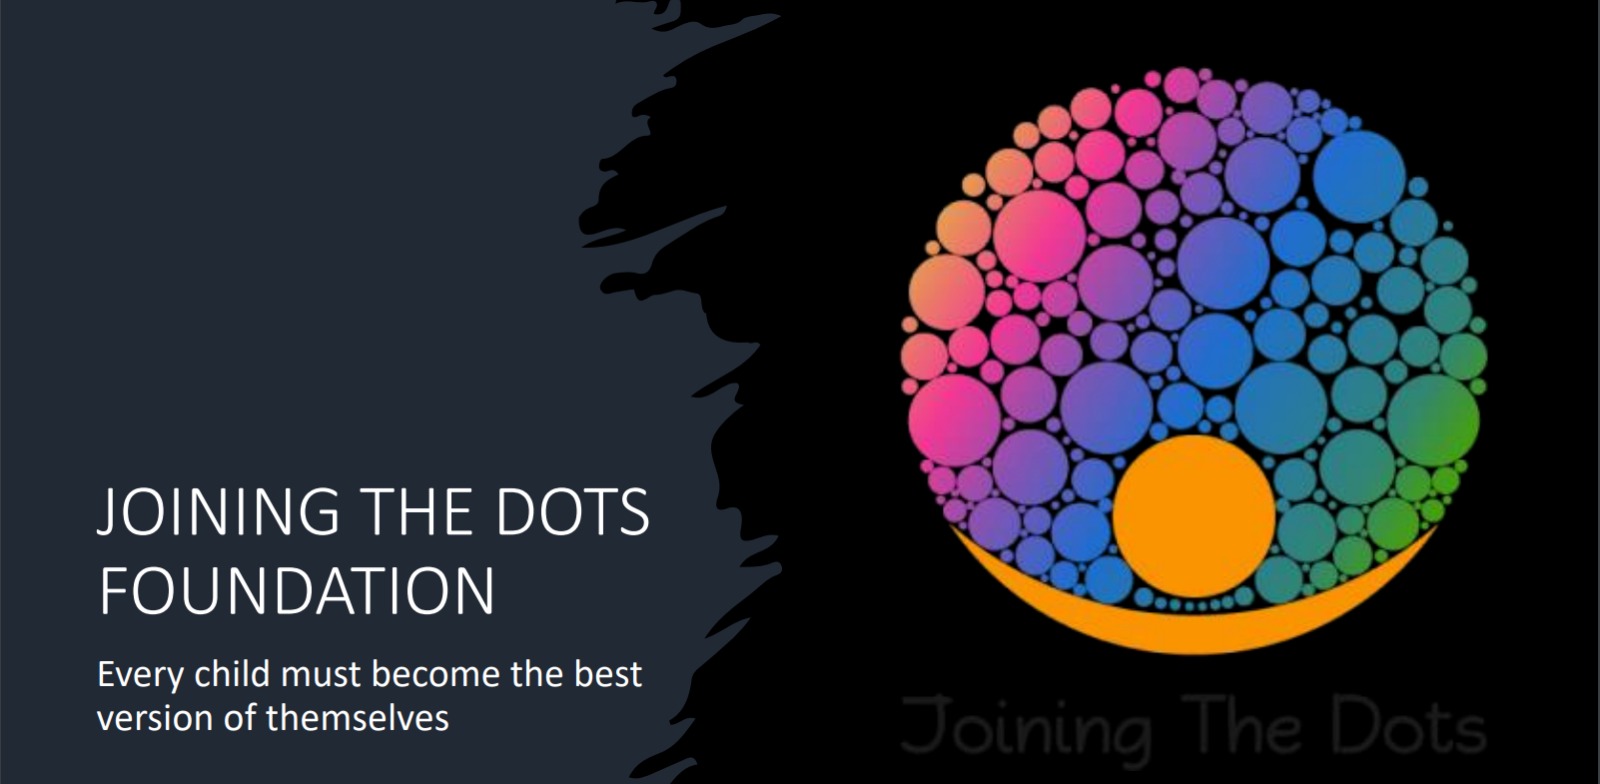 JOINING THE DOTS
FOUNDATION
Every child must become the best
version of themselves
Joining The Dots